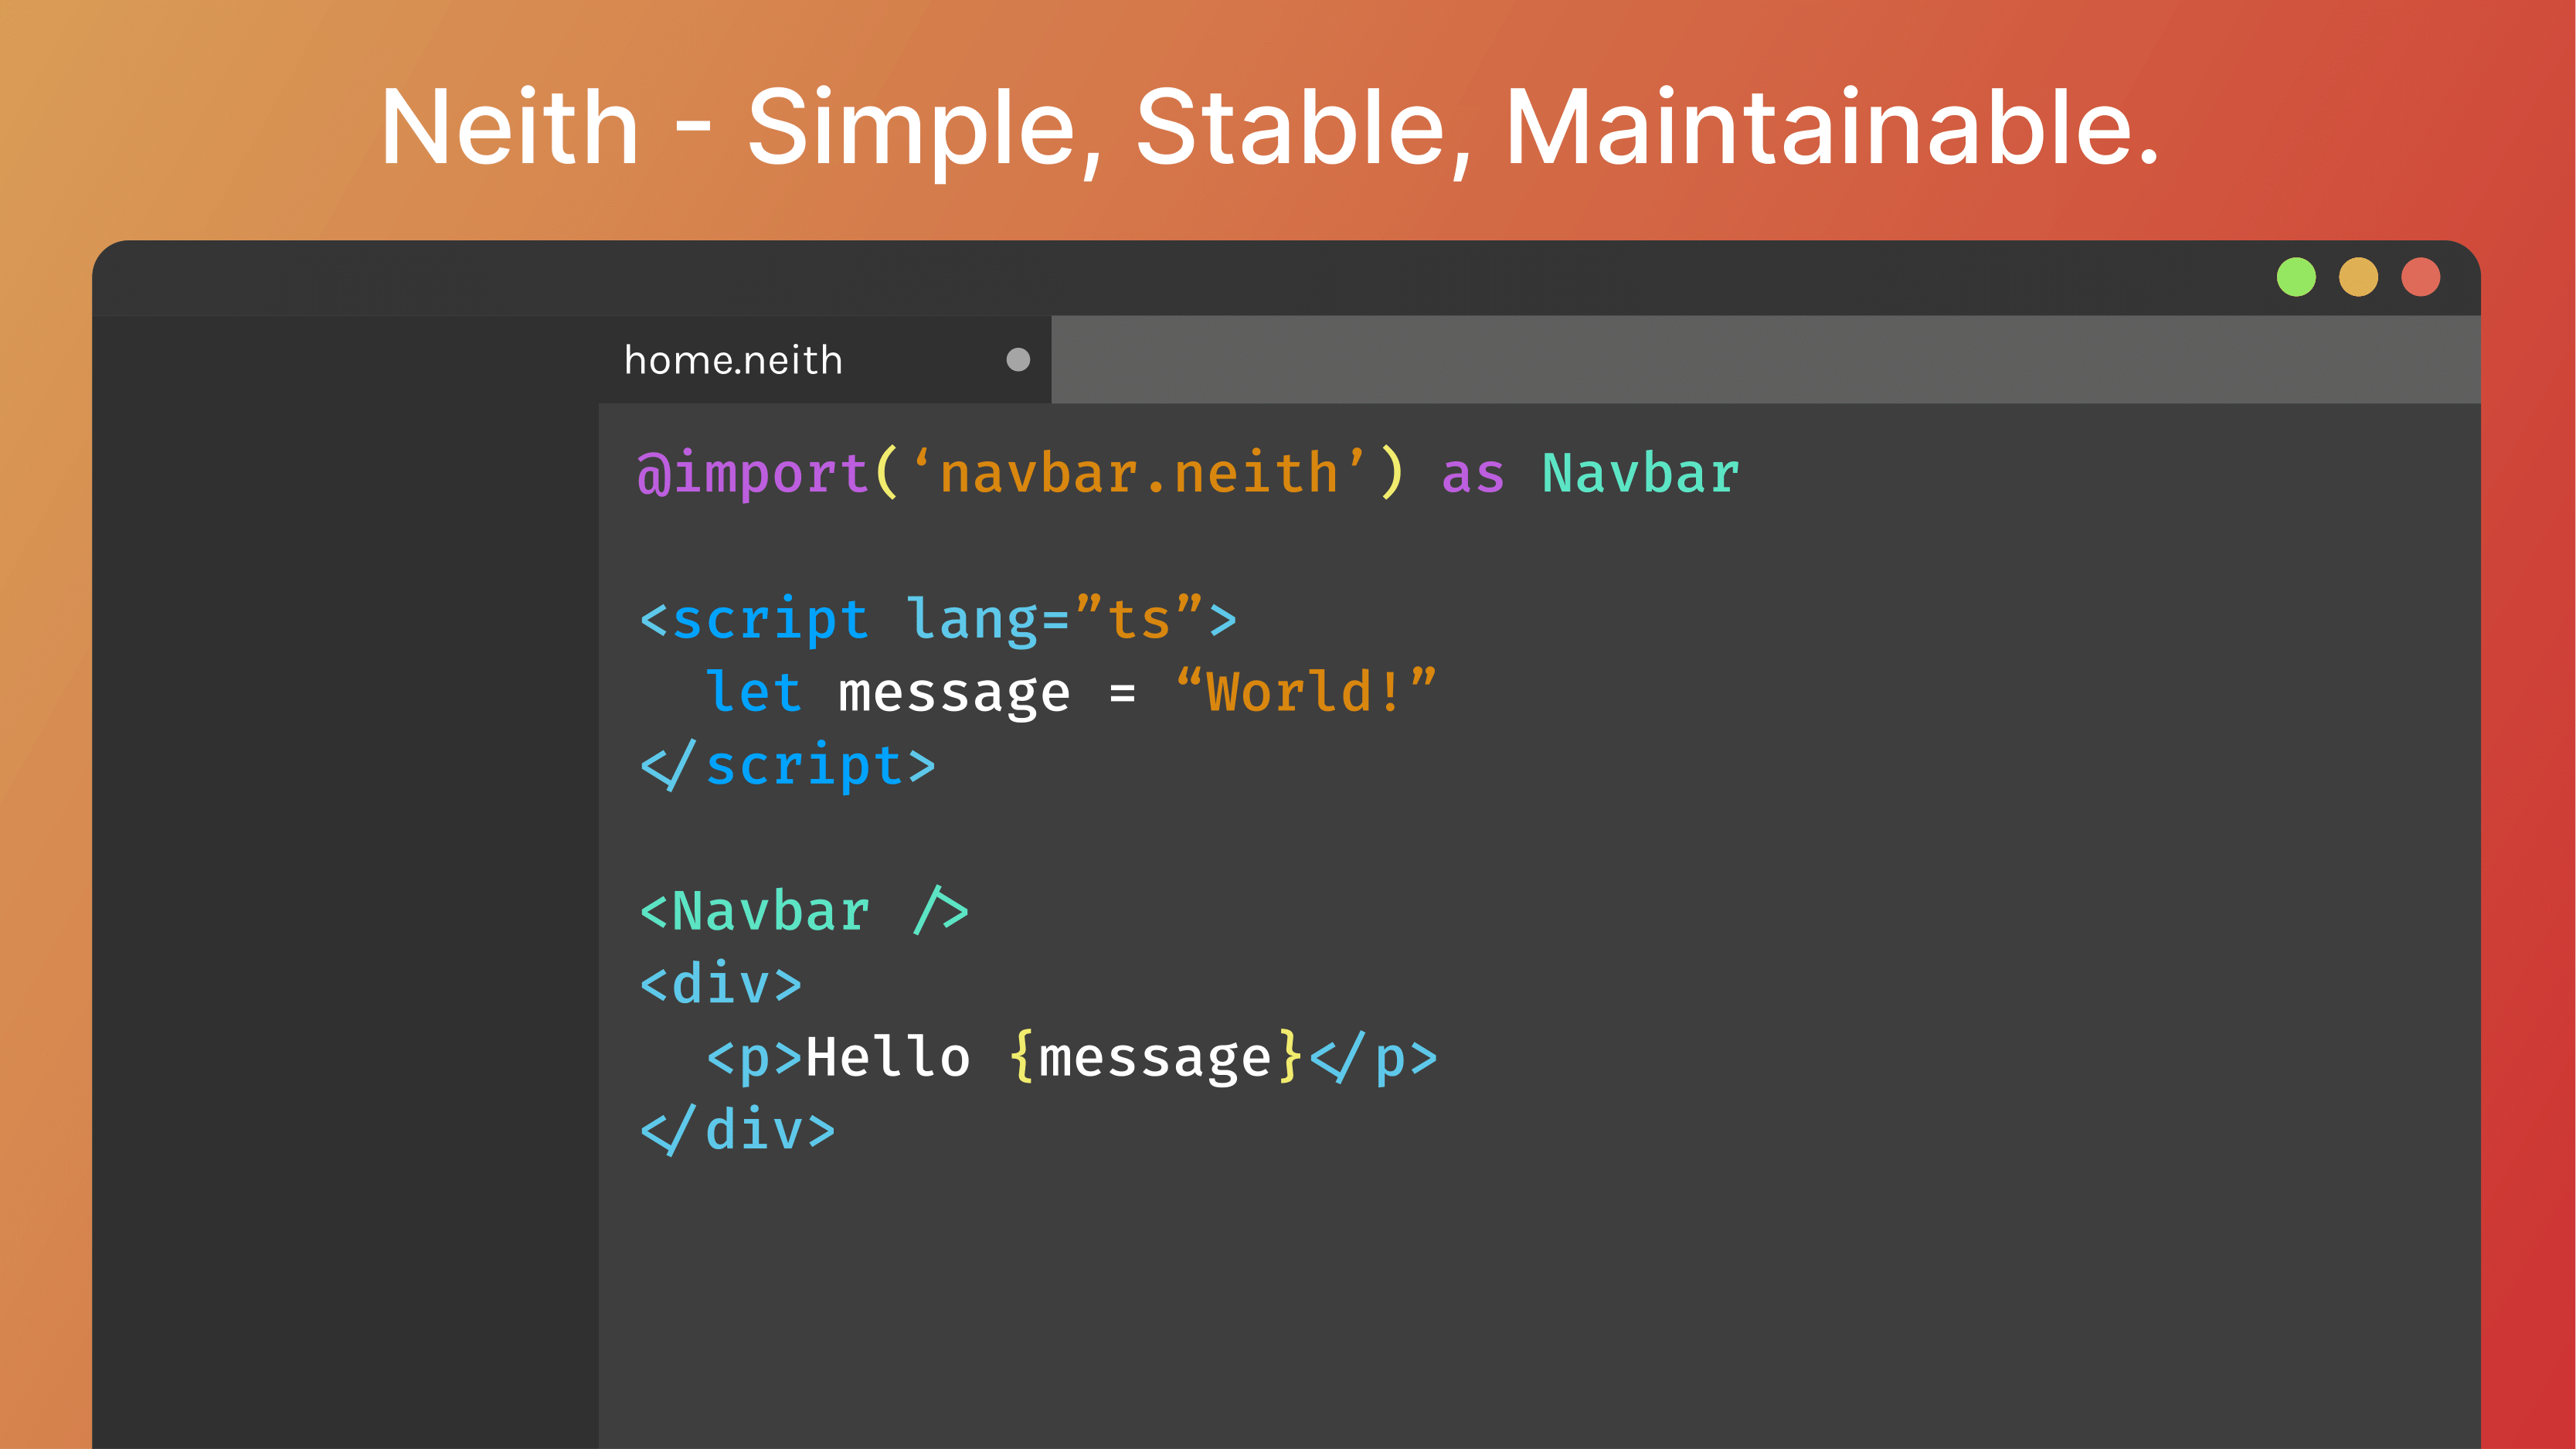 Neith - Simple, Stable, Maintainable.
home.neith
@import(‘navbar.neith’) as Navbar
<script lang=”ts”>
let message = “World!”
</script>
<Navbar />
<div>
<p>Hello {message}</p>
</div>